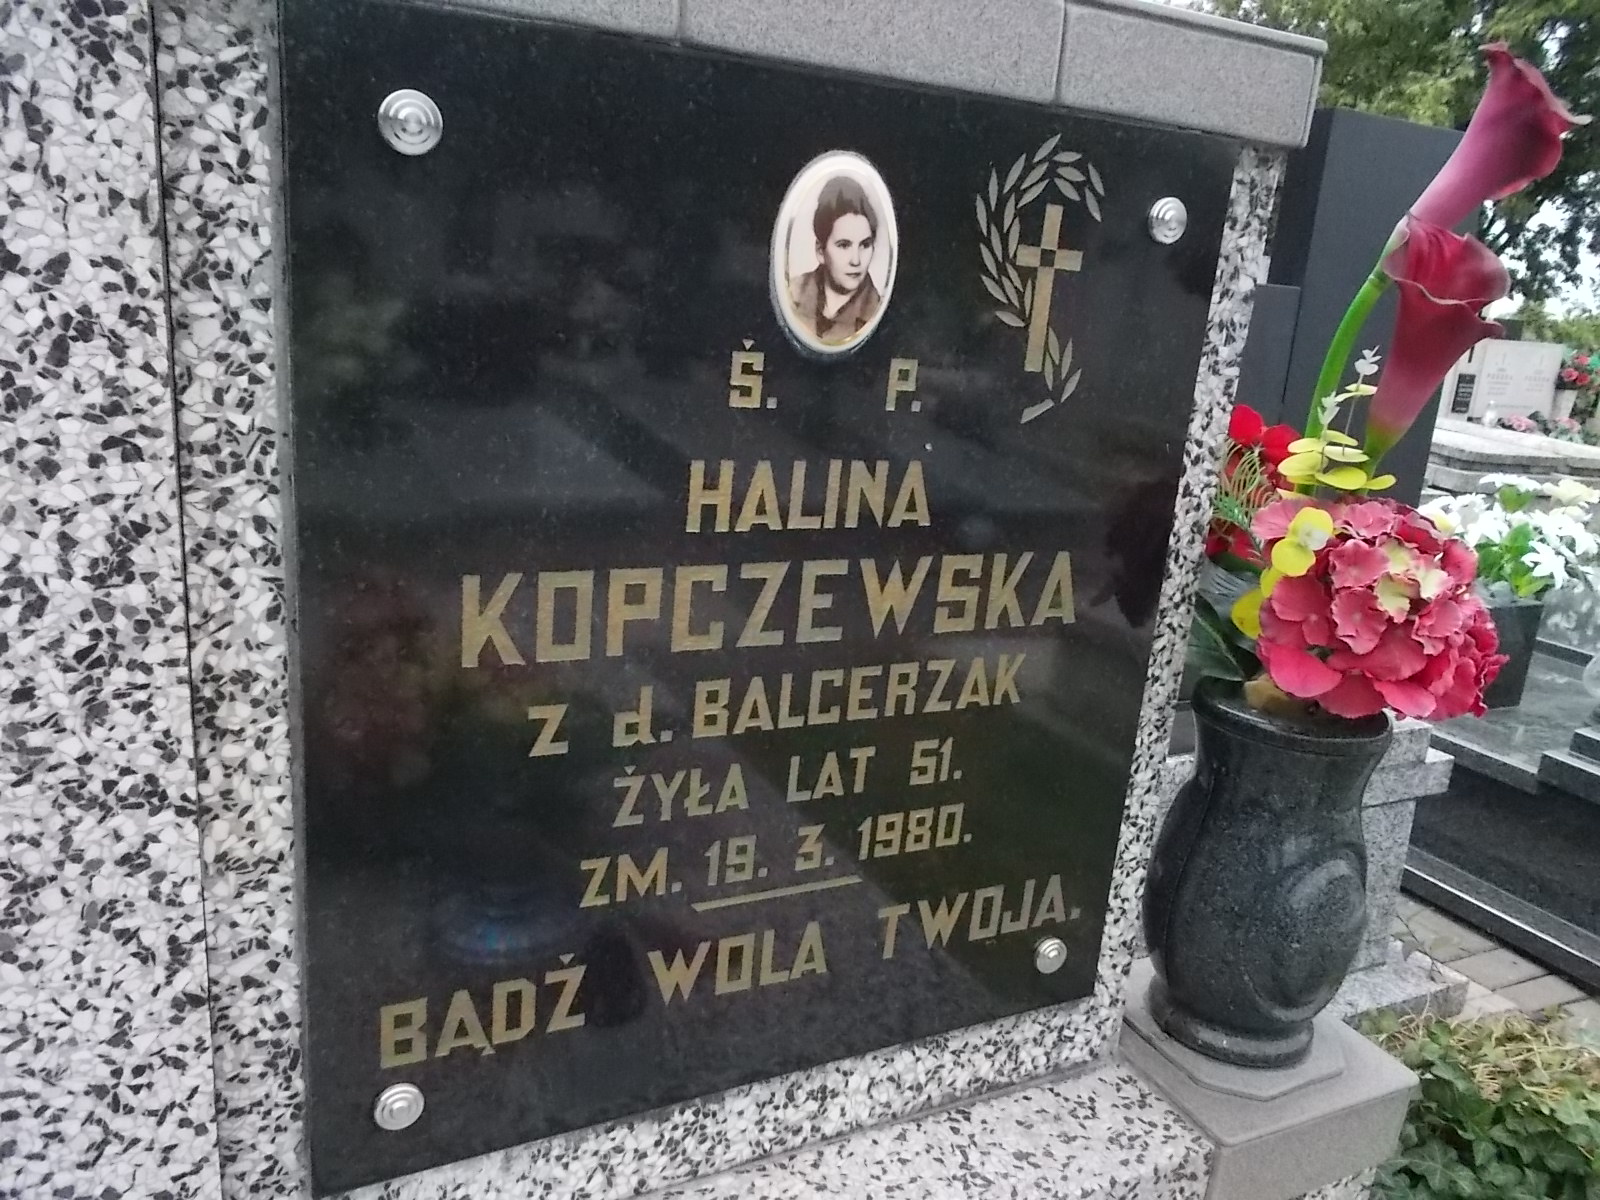 Ś. P.
HALINA
KOPCZEWSKA
z d. BALCERZAK
ŻYŁA LAT 51.
ZM. 19. 3. 1980.
BĄDŹ WOLA TWOJA.